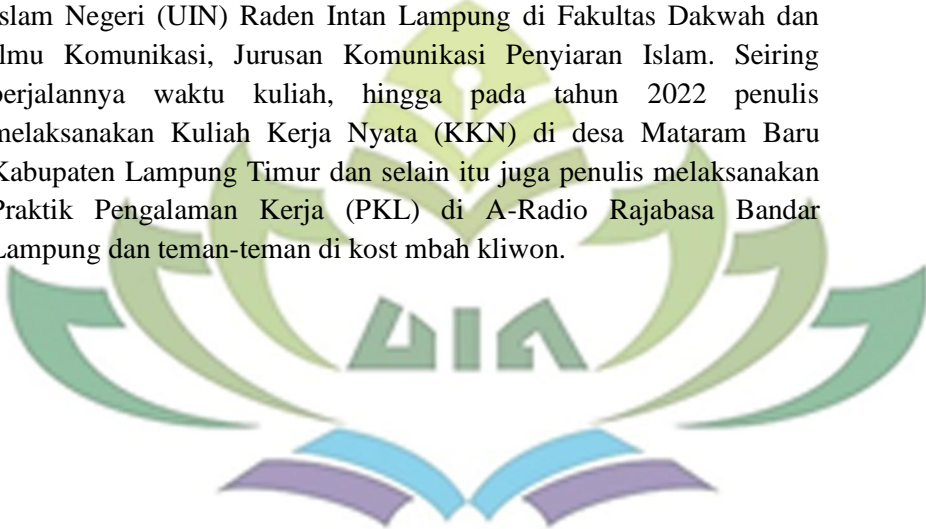 Islam Negeri (UIN) Raden Intan Lampung di Fakultas Dakwah dan
Ilmu Komunikasi, Jurusan Komunikasi Penyiaran Islam. Seiring
berjalannya waktu kuliah, hingga pada tahun 2022 penulis
melaksanakan Kuliah Kerja Nyata (KKN) di desa Mataram Baru
Kabupaten Lampung Timur dan selain itu juga penulis melaksanakan
Praktik Pengalaman Kerja (PKL) di A-Radio Rajabasa Bandar
Lampung dan teman-teman di kost mbah kliwon.
UIN